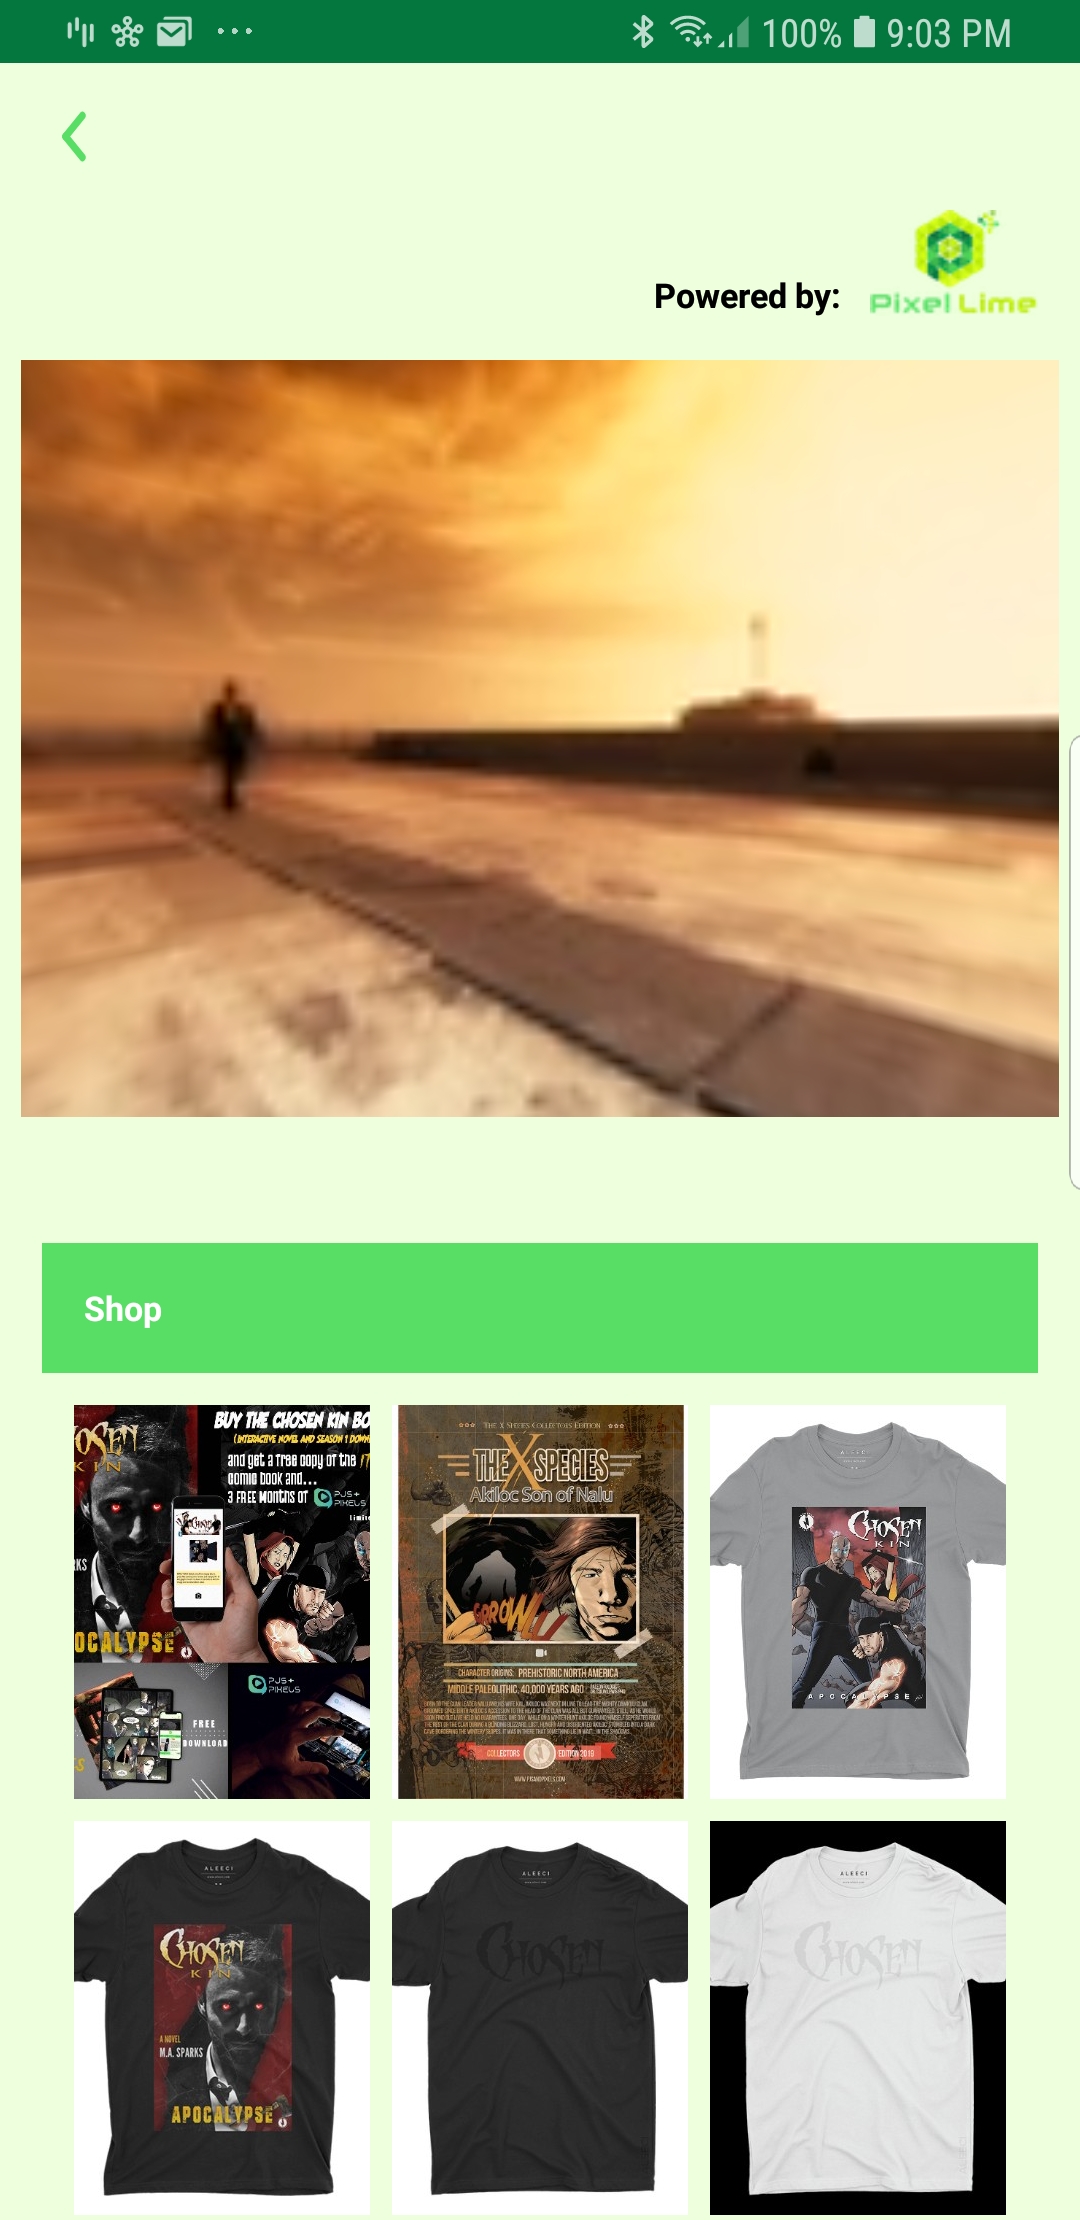 100% 9:03 PM
Powered by:
Pixel Lime
Shop
OSEN
KIN
BUY THE CHOSEN KIN BO
(INTERACTIVE NOVEL AND SEASON 1 DOWN
and get a free copy of the
comic book and...
3 FREE Months of PJS+
PIXELS
OCALYPSE
PJS+
PIXELS
FREE
DOWNLOAD
THE X SPECIES COLLECTORS EDITION
THE X SPECIES
Akiloc Son of Nalu
CHARACTER ORIGINS: PREHISTORIC NORTH AMERICA
MIDDLE PALEOLITHIC, 40,000 YEARS AGO
COLLECTORS EDITION 2019
WWW.PJSANDPIXELS.COM
ALEECI
CHOSEN
KIN
APOCALYPSE
ALEECI
CHOSEN
KIN
A NOVEL
M.A. SPARKS
APOCALYPSE
ALEECI
CHOSEN
ALEECI
CHOSEN